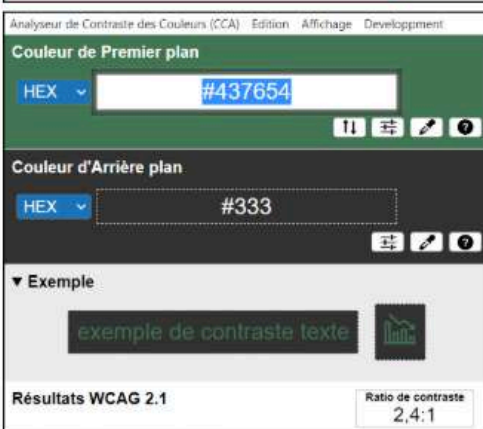 Analyseur de Contraste des Couleurs (CCA) Edition Affichage Developpment
Couleur de Premier plan
HEX #437654
Couleur d'Arrière plan
HEX #333
▼ Exemple
exemple de contraste texte
Résultats WCAG 2.1
Ratio de contraste
2,4:1